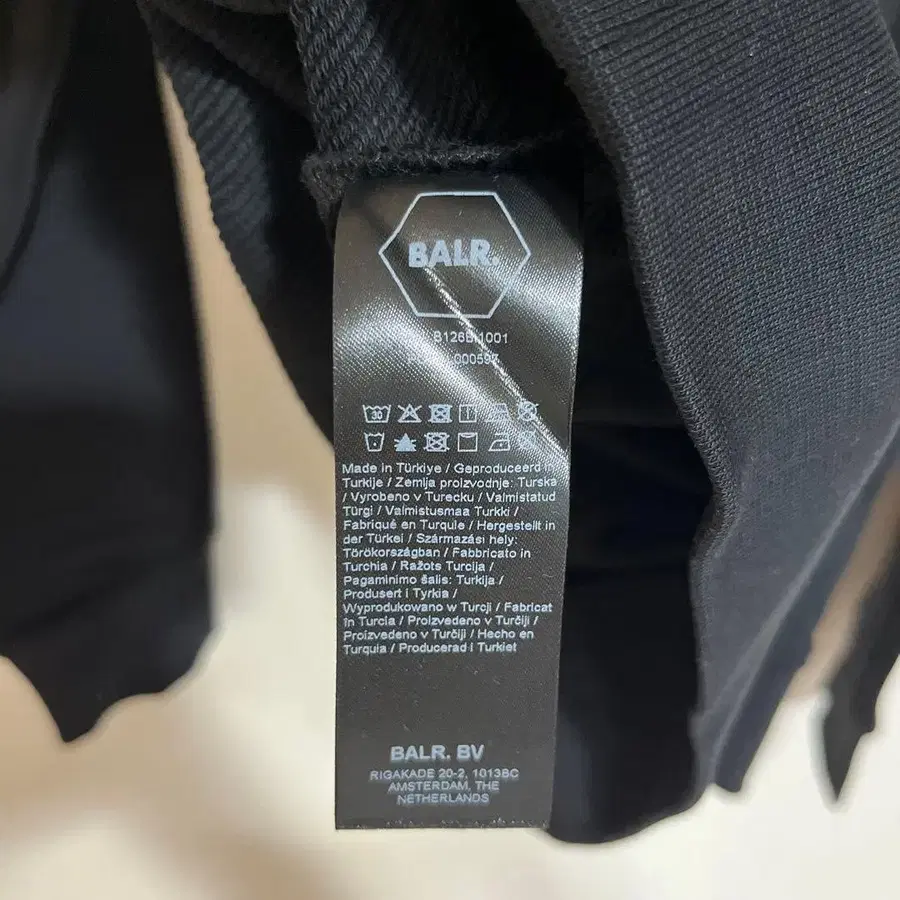 BALR.
1001
000597
30
Made in Türkiye / Geproduceerd in
Turkije / Zemlja proizvodnje: Turska
/ Vyrobeno v Turecku / Valmistatud
Türgi / Valmistusmaa Turkki /
Fabriqué en Turquie / Hergestellt in
der Türkei / Származási hely:
Törökországban / Fabbricato in
Turchia / Ražots Turcija /
Pagaminimo šalis: Turkija /
Produsert i Tyrkia /
Wyprodukowano w Turcji / Fabricat
în Turcia / Proizvedeno v Turčiji /
Proizvedeno v Turčiji / Hecho en
Turquia / Producerad i Turkiet
BALR. BV
RIGAKADE 20-2, 1013BC
AMSTERDAM, THE
NETHERLANDS